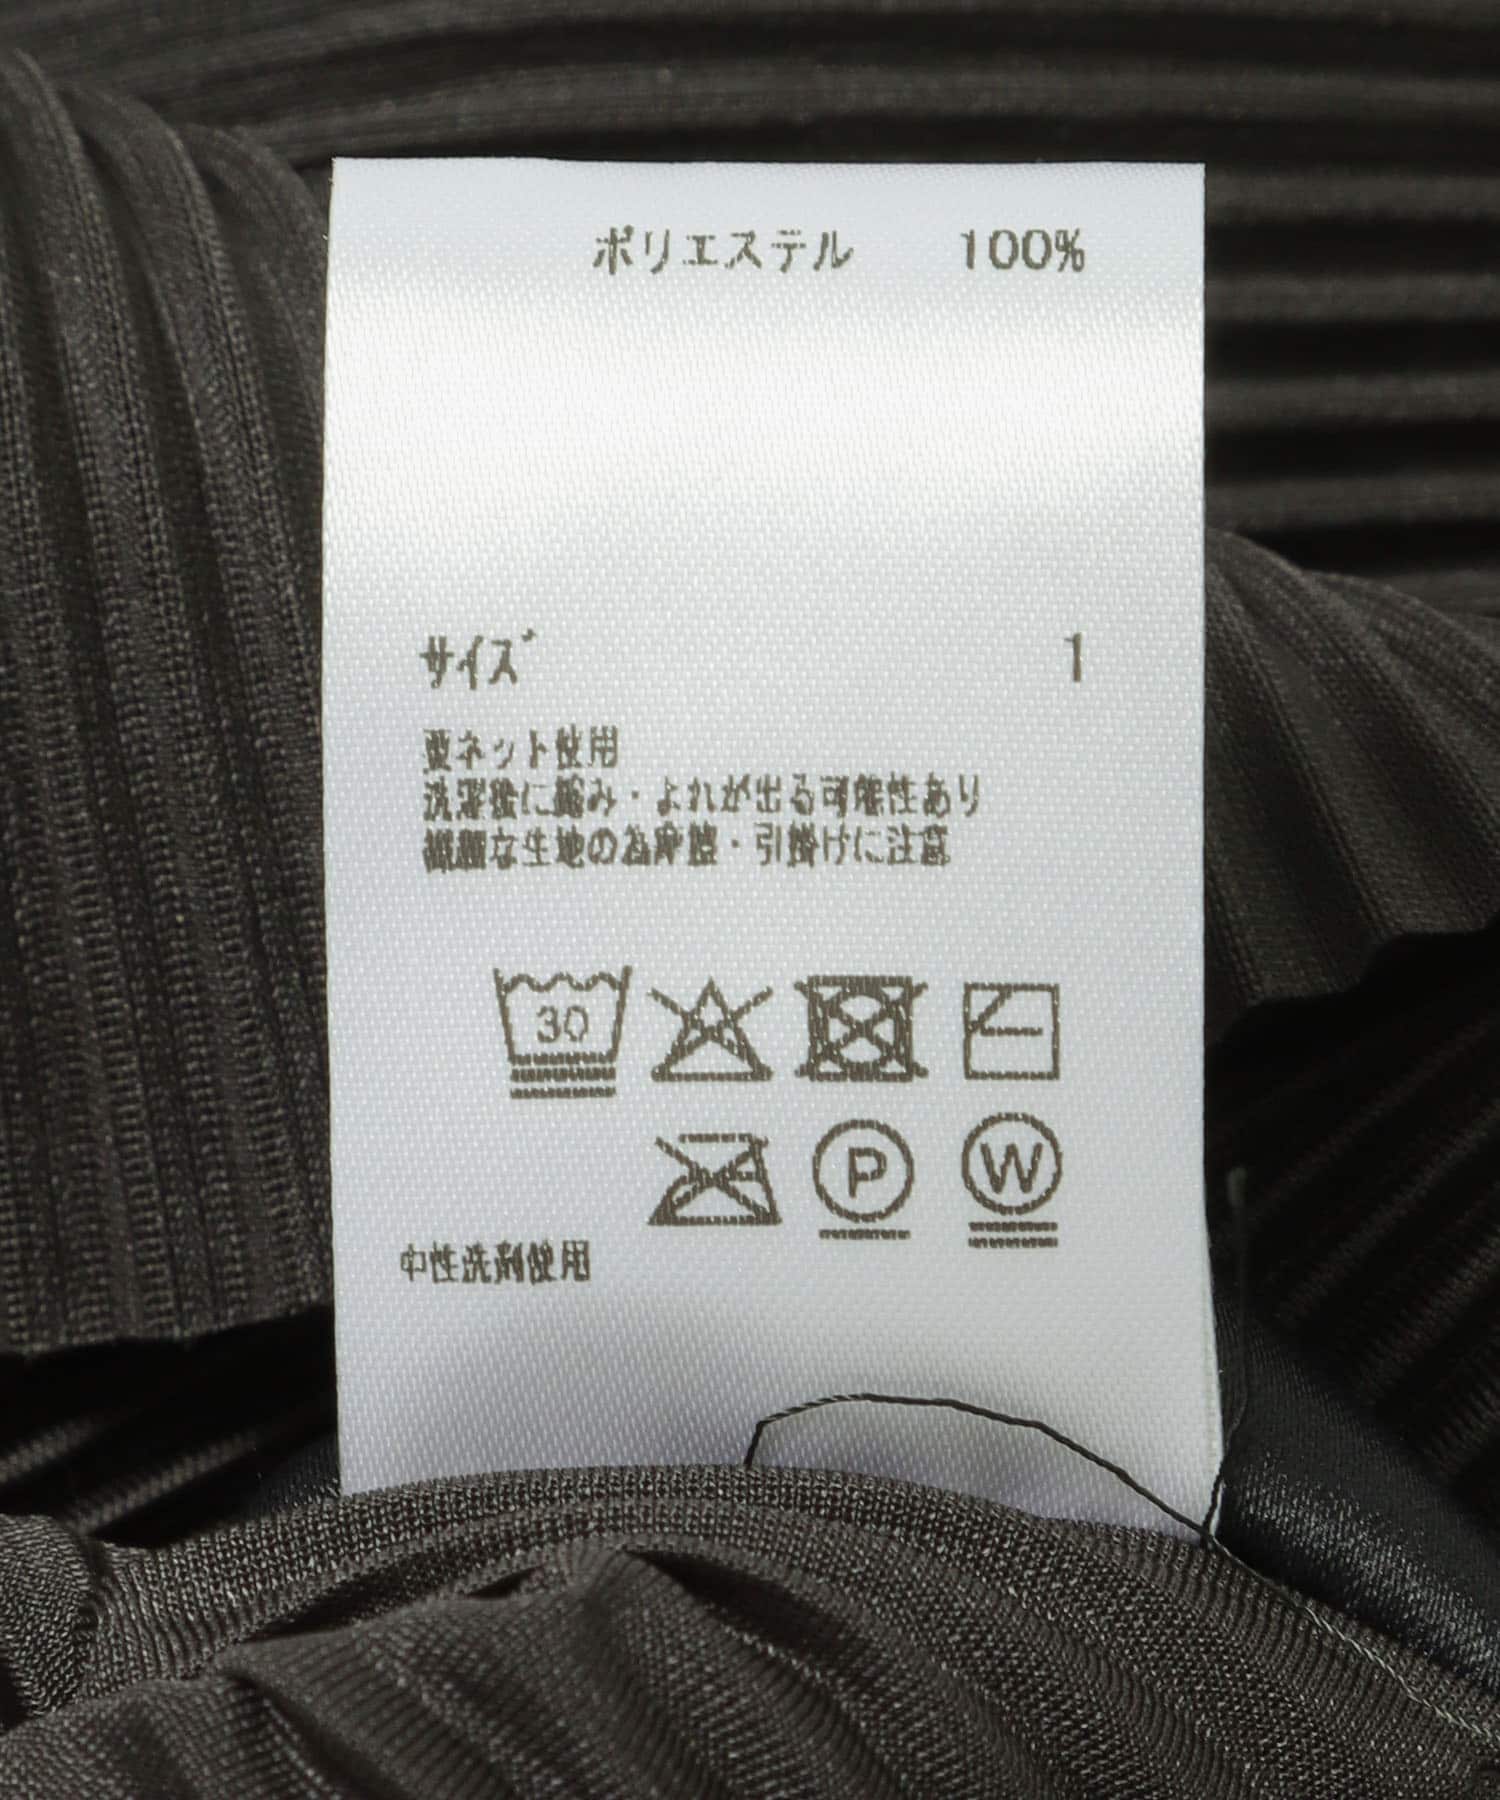 ポリエステル 100%
サイズ 1
要ネット使用
洗濯後に縮み・よれが出る可能性あり
繊細な生地の為摩擦・引掛けに注意
30
P W
中性洗剤使用